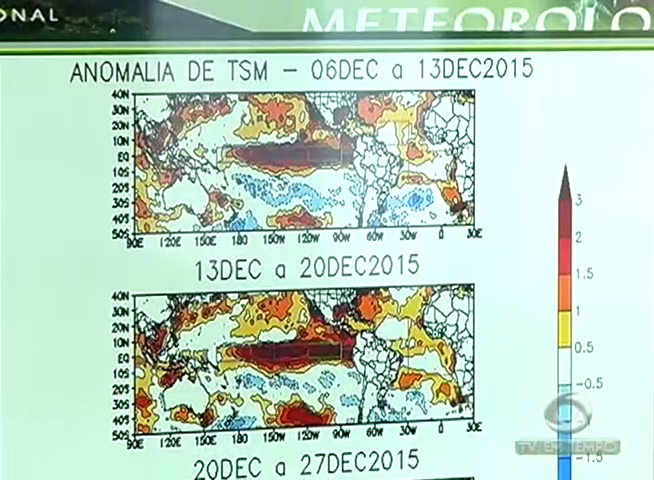 ONAL
METEOROLO
ANOMALIA DE TSM – 06DEC a 13DEC2015
40N
30N
20N
10N
EQ
10S
20S
30S
40S
50S
90E 120E 150E 180 150W 120W 90W 60W 30W 0 30E
13DEC a 20DEC2015
40N
30N
20N
10N
EQ
10S
20S
30S
40S
50S
90E 120E 150E 180 150W 120W 90W 60W 30W 0 30E
20DEC a 27DEC2015
3
2
1.5
1
0.5
-0.5
-1.5
TV EM TEMPO